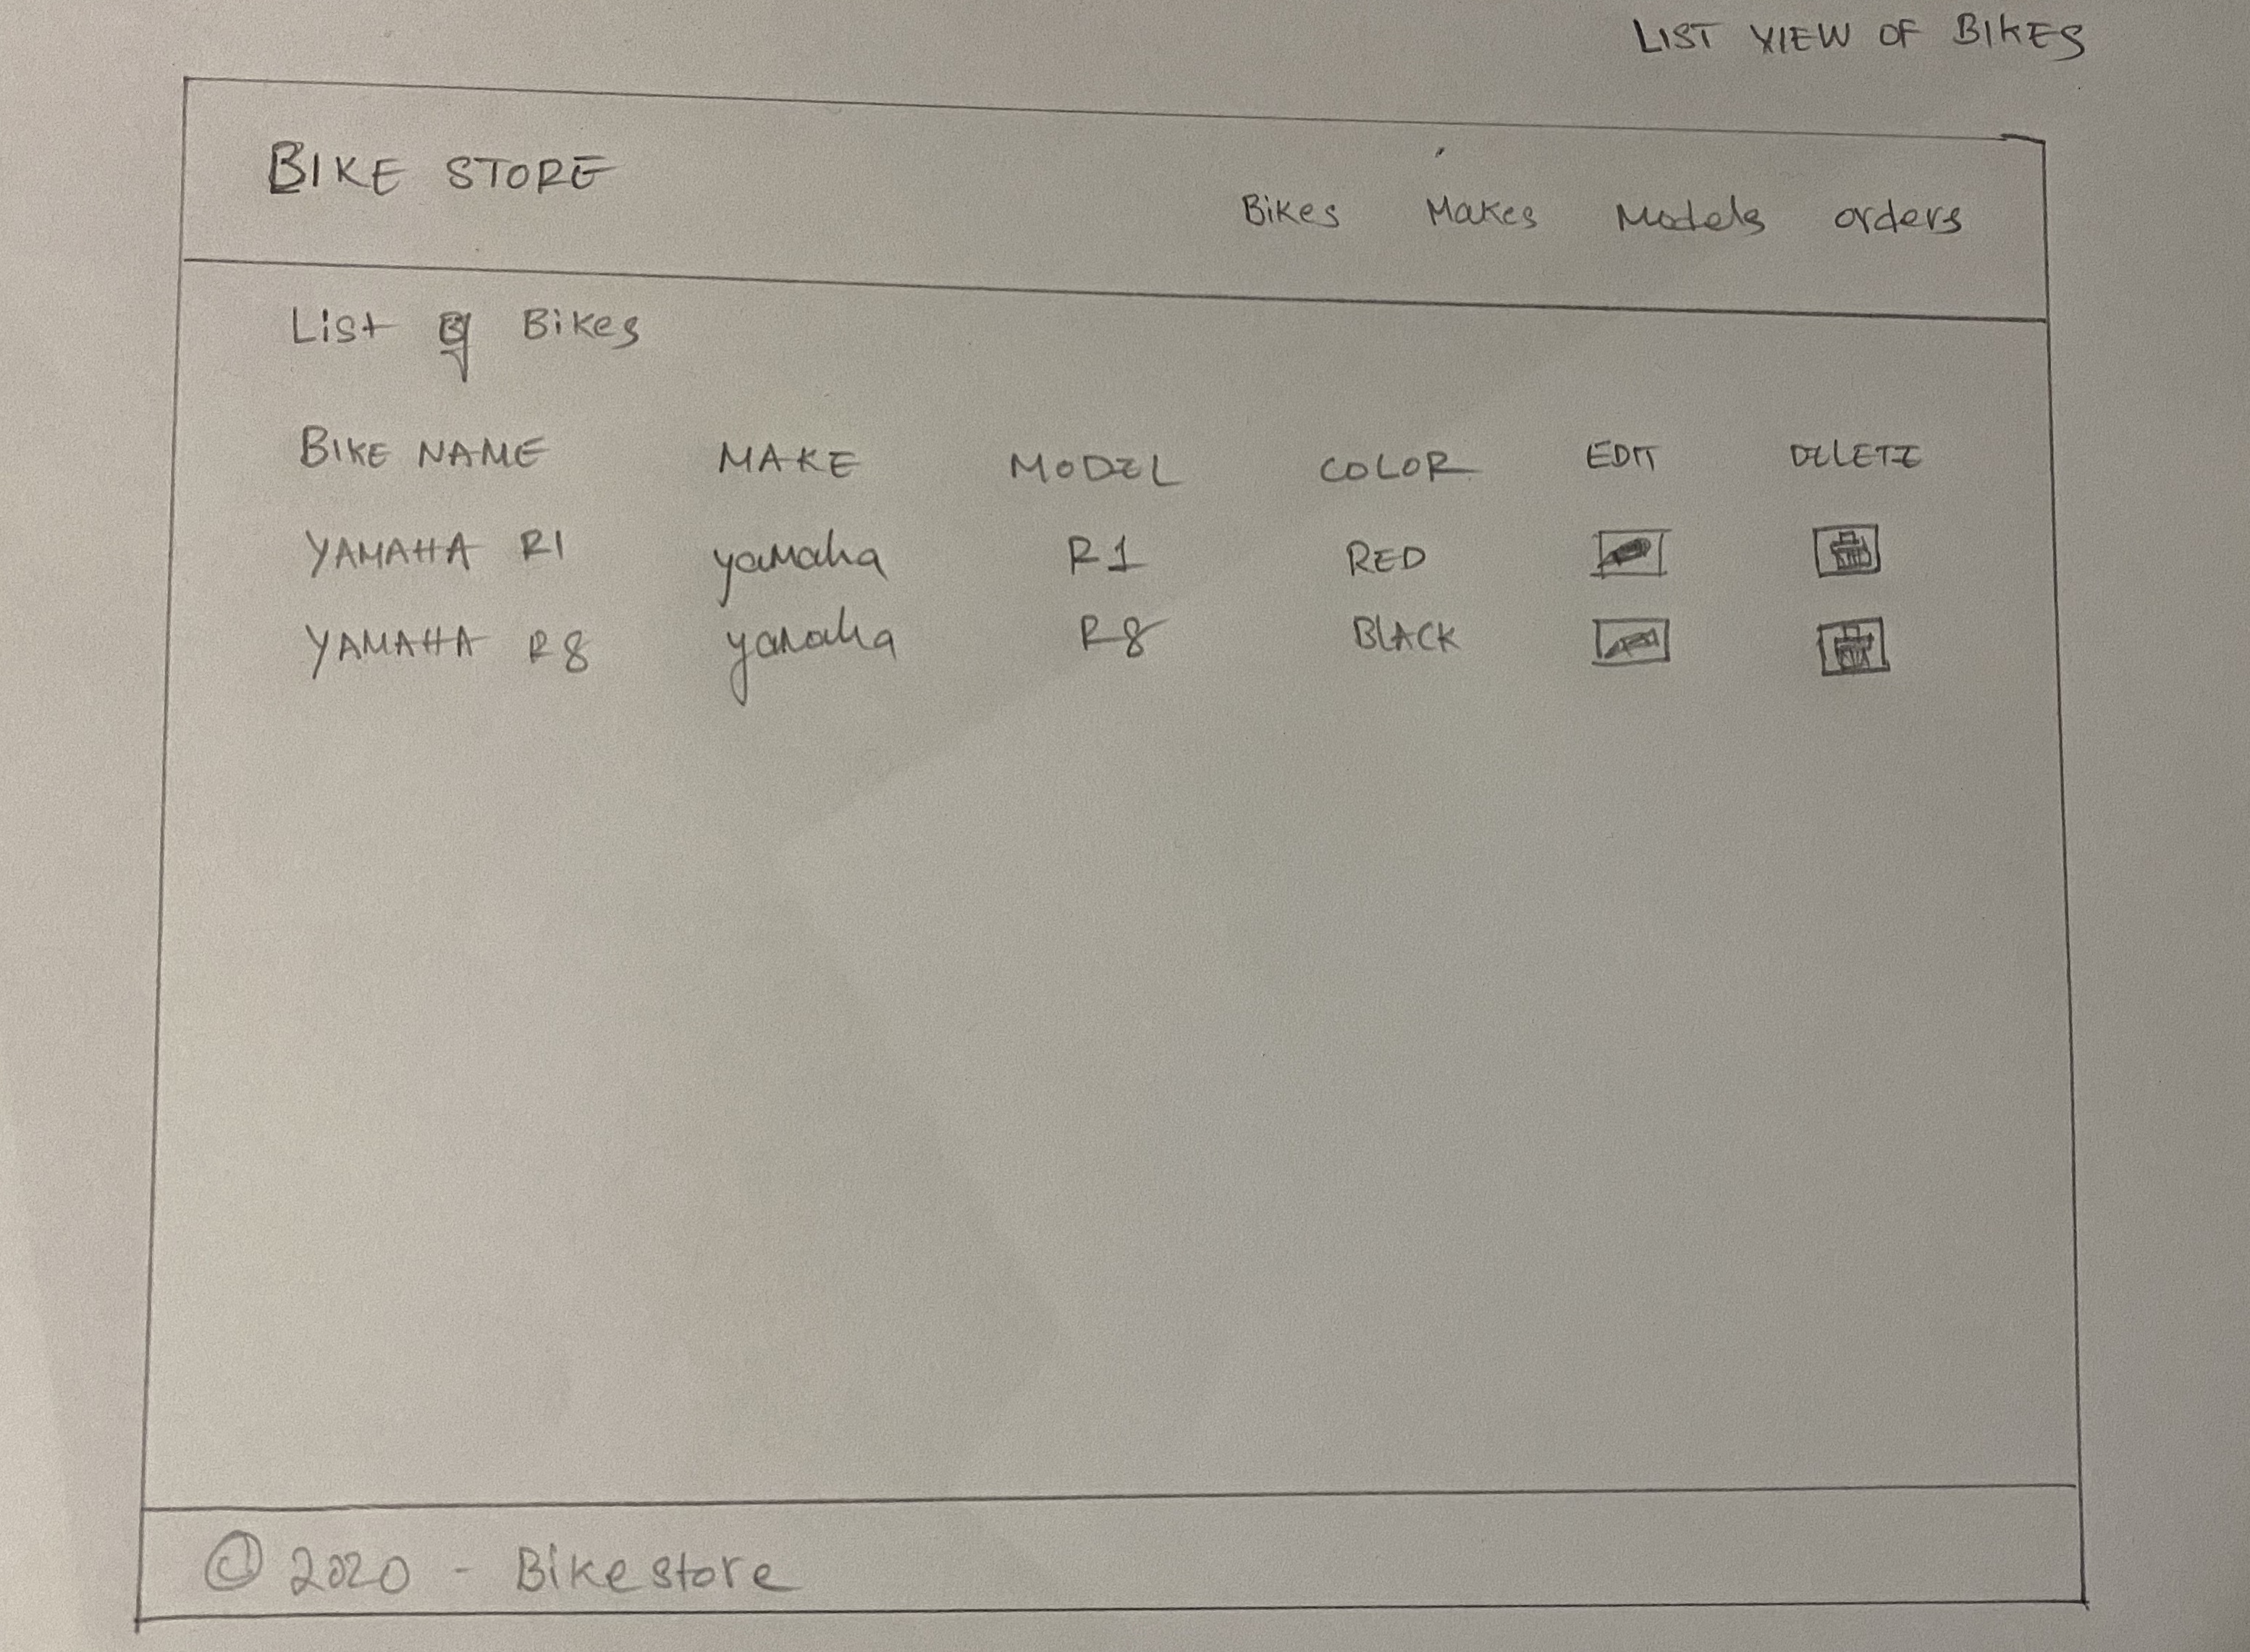 LIST VIEW OF BIKES
BIKE STORE
Bikes Makes Models orders
List of Bikes
BIKE NAME MAKE MODEL COLOR EDIT DELETE
YAMAHA R1 yamaha R1 RED
YAMAHA R8 yamaha R8 BLACK
© 2020 - Bikestore